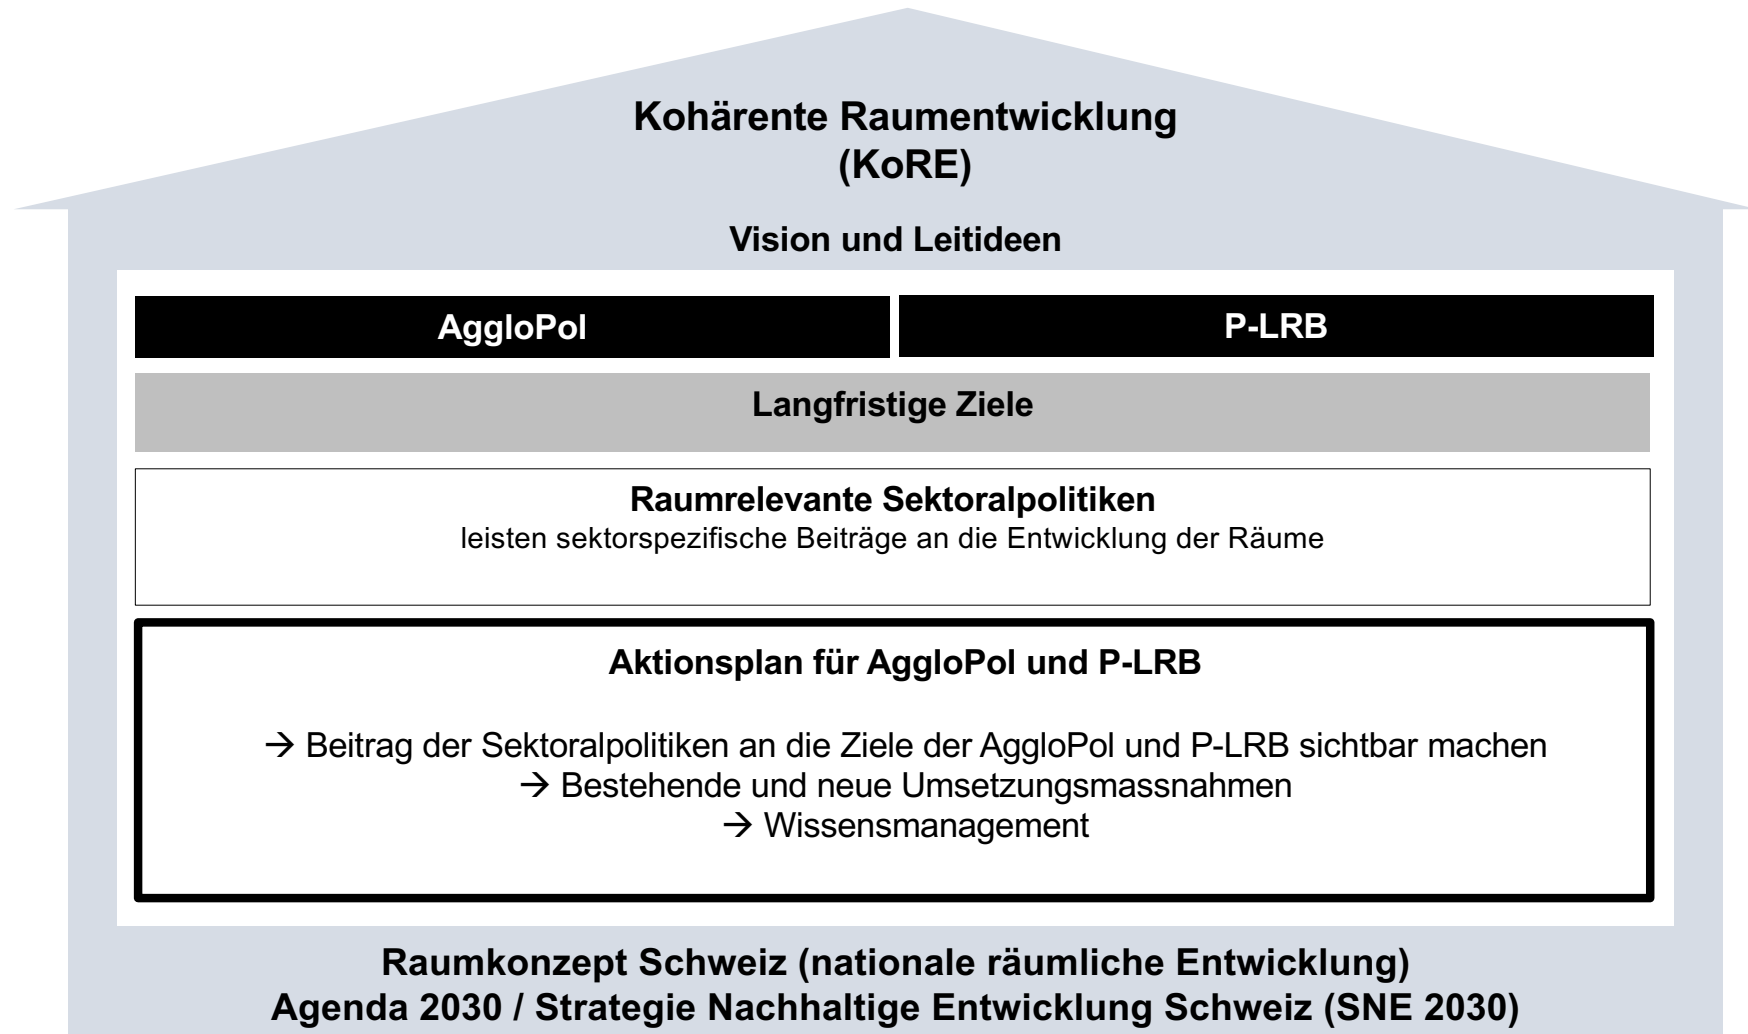 Kohärente Raumentwicklung
(KoRE)
Vision und Leitideen
AggloPol
P-LRB
Langfristige Ziele
Raumrelevante Sektoralpolitiken
leisten sektorspezifische Beiträge an die Entwicklung der Räume
Aktionsplan für AggloPol und P-LRB
→ Beitrag der Sektoralpolitiken an die Ziele der AggloPol und P-LRB sichtbar machen
→ Bestehende und neue Umsetzungsmassnahmen
→ Wissensmanagement
Raumkonzept Schweiz (nationale räumliche Entwicklung)
Agenda 2030 / Strategie Nachhaltige Entwicklung Schweiz (SNE 2030)